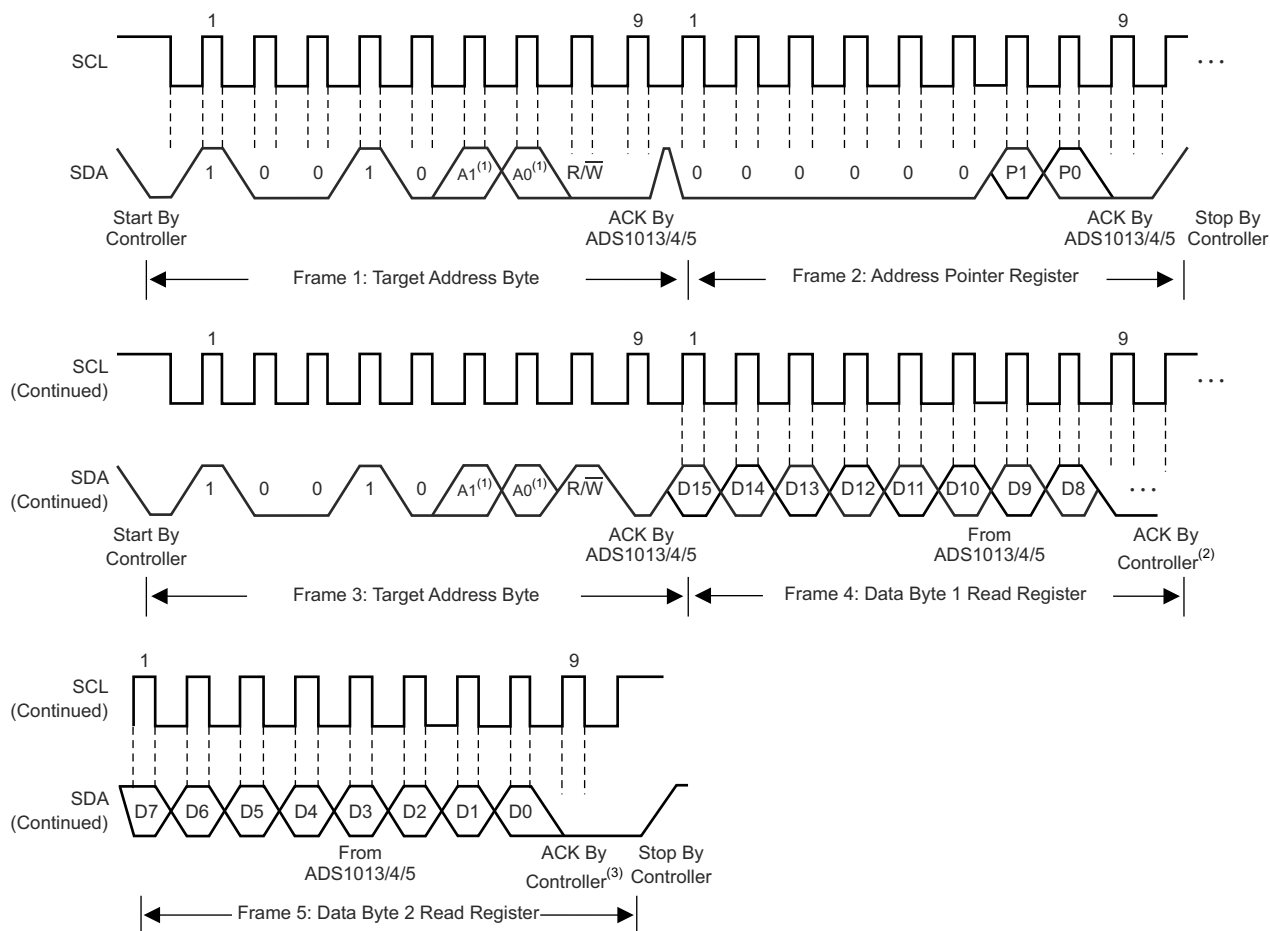 1 9 1 9
SCL ...
SDA 1 0 0 1 0 A1(1) A0(1) R/W̅ 0 0 0 0 0 0 P1 P0
Start By
Controller
ACK By
ADS1013/4/5
ACK By
ADS1013/4/5
Stop By
Controller
Frame 1: Target Address Byte
Frame 2: Address Pointer Register
1 9 1 9
SCL
(Continued)
...
SDA
(Continued)
1 0 0 1 0 A1(1) A0(1) R/W̅ D15 D14 D13 D12 D11 D10 D9 D8 ...
Start By
Controller
ACK By
ADS1013/4/5
From
ADS1013/4/5
ACK By
Controller(2)
Frame 3: Target Address Byte
Frame 4: Data Byte 1 Read Register
1 9
SCL
(Continued)
SDA
(Continued)
D7 D6 D5 D4 D3 D2 D1 D0
From
ADS1013/4/5
ACK By
Controller(3)
Stop By
Controller
Frame 5: Data Byte 2 Read Register